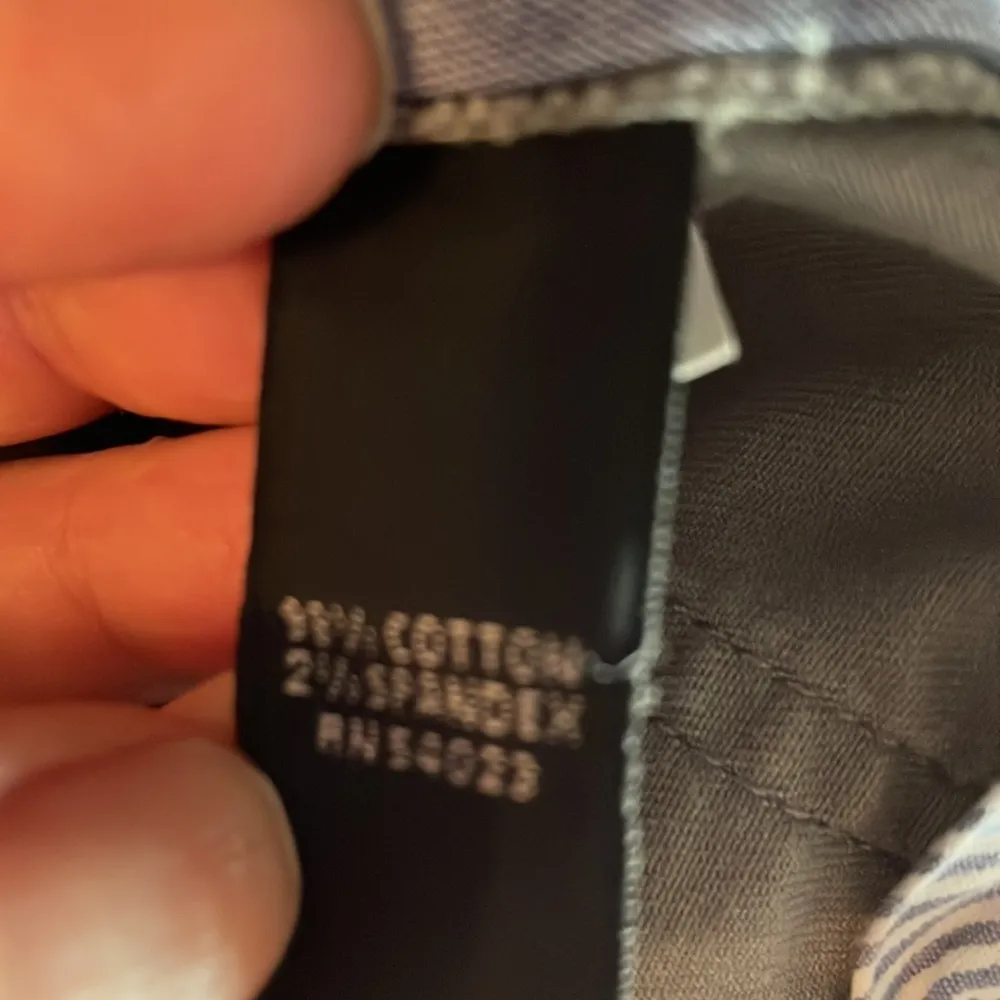 98% COTTON
2% SPANDEX
RN 54023